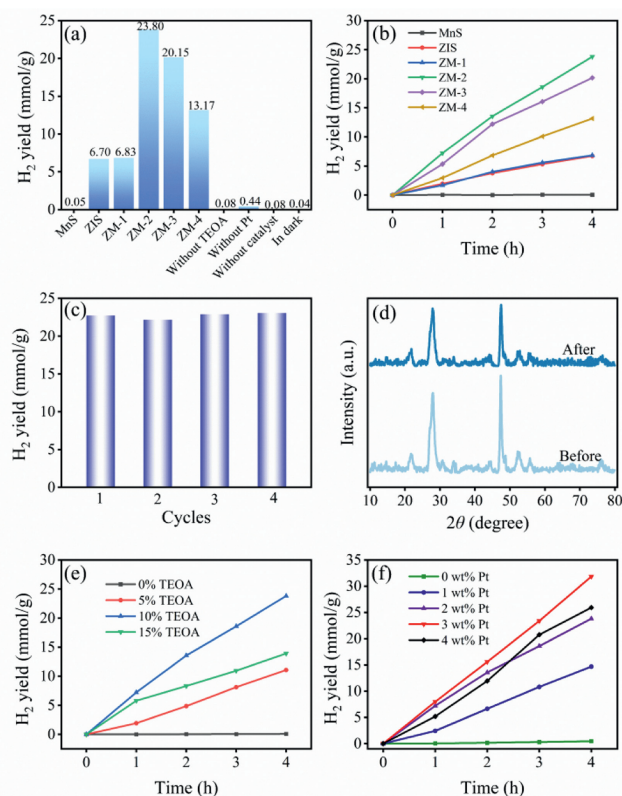 (a)
H2 yield (mmol/g)
25
20
15
10
5
0
0.05
6.70
6.83
23.80
20.15
13.17
0.08
0.44
0.08
0.04
MnS
ZIS
ZM-1
ZM-2
ZM-3
ZM-4
Without TEOA
Without Pt
Without catalyst
In dark
(b)
H2 yield (mmol/g)
30
25
20
15
10
5
0
MnS
ZIS
ZM-1
ZM-2
ZM-3
ZM-4
0 1 2 3 4
Time (h)
(c)
H2 yield (mmol/g)
25
20
15
10
5
0
1 2 3 4
Cycles
(d)
Intensity (a.u.)
After
Before
10 20 30 40 50 60 70 80
2θ (degree)
(e)
H2 yield (mmol/g)
30
25
20
15
10
5
0
0% TEOA
5% TEOA
10% TEOA
15% TEOA
0 1 2 3 4
Time (h)
(f)
H2 yield (mmol/g)
35
30
25
20
15
10
5
0
0 wt% Pt
1 wt% Pt
2 wt% Pt
3 wt% Pt
4 wt% Pt
0 1 2 3 4
Time (h)